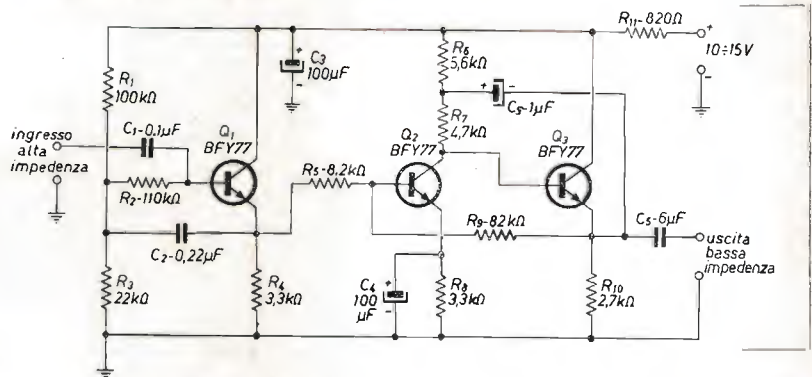 R11-820Ω
+
10÷15V
-
C3
100μF
+
-
R6
5,6kΩ
+
-
C5-1μF
R1
100kΩ
R7
4,7kΩ
ingresso
alta
impedenza
C1-0,1μF
Q1
BFY77
Q2
BFY77
Q3
BFY77
R2-110kΩ
R5-8,2kΩ
R9-82kΩ
C2-0,22μF
C5-6μF
uscita
bassa
impedenza
R3
22kΩ
R4
3,3kΩ
C4
100
μF
+
-
R8
3,3kΩ
R10
2,7kΩ